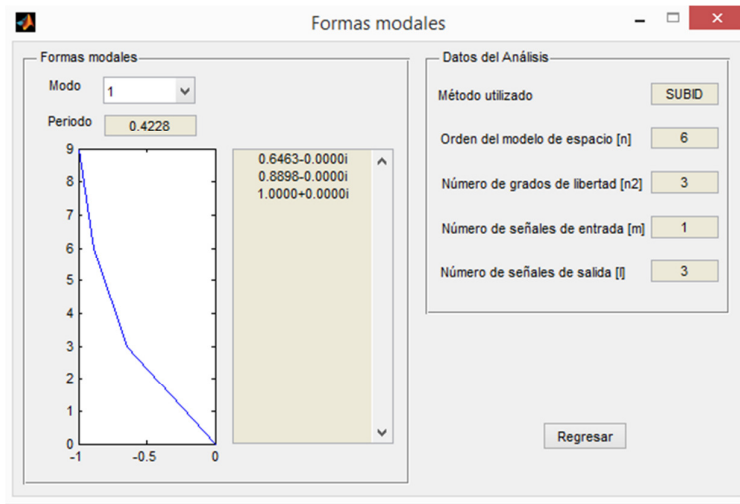 Formas modales
Formas modales
Modo 1
Periodo 0.4228
0.6463-0.0000i
0.8898-0.0000i
1.0000+0.0000i
9
8
7
6
5
4
3
2
1
0
-1 -0.5 0
Datos del Análisis
Método utilizado SUBID
Orden del modelo de espacio [n] 6
Número de grados de libertad [n2] 3
Número de señales de entrada [m] 1
Número de señales de salida [l] 3
Regresar